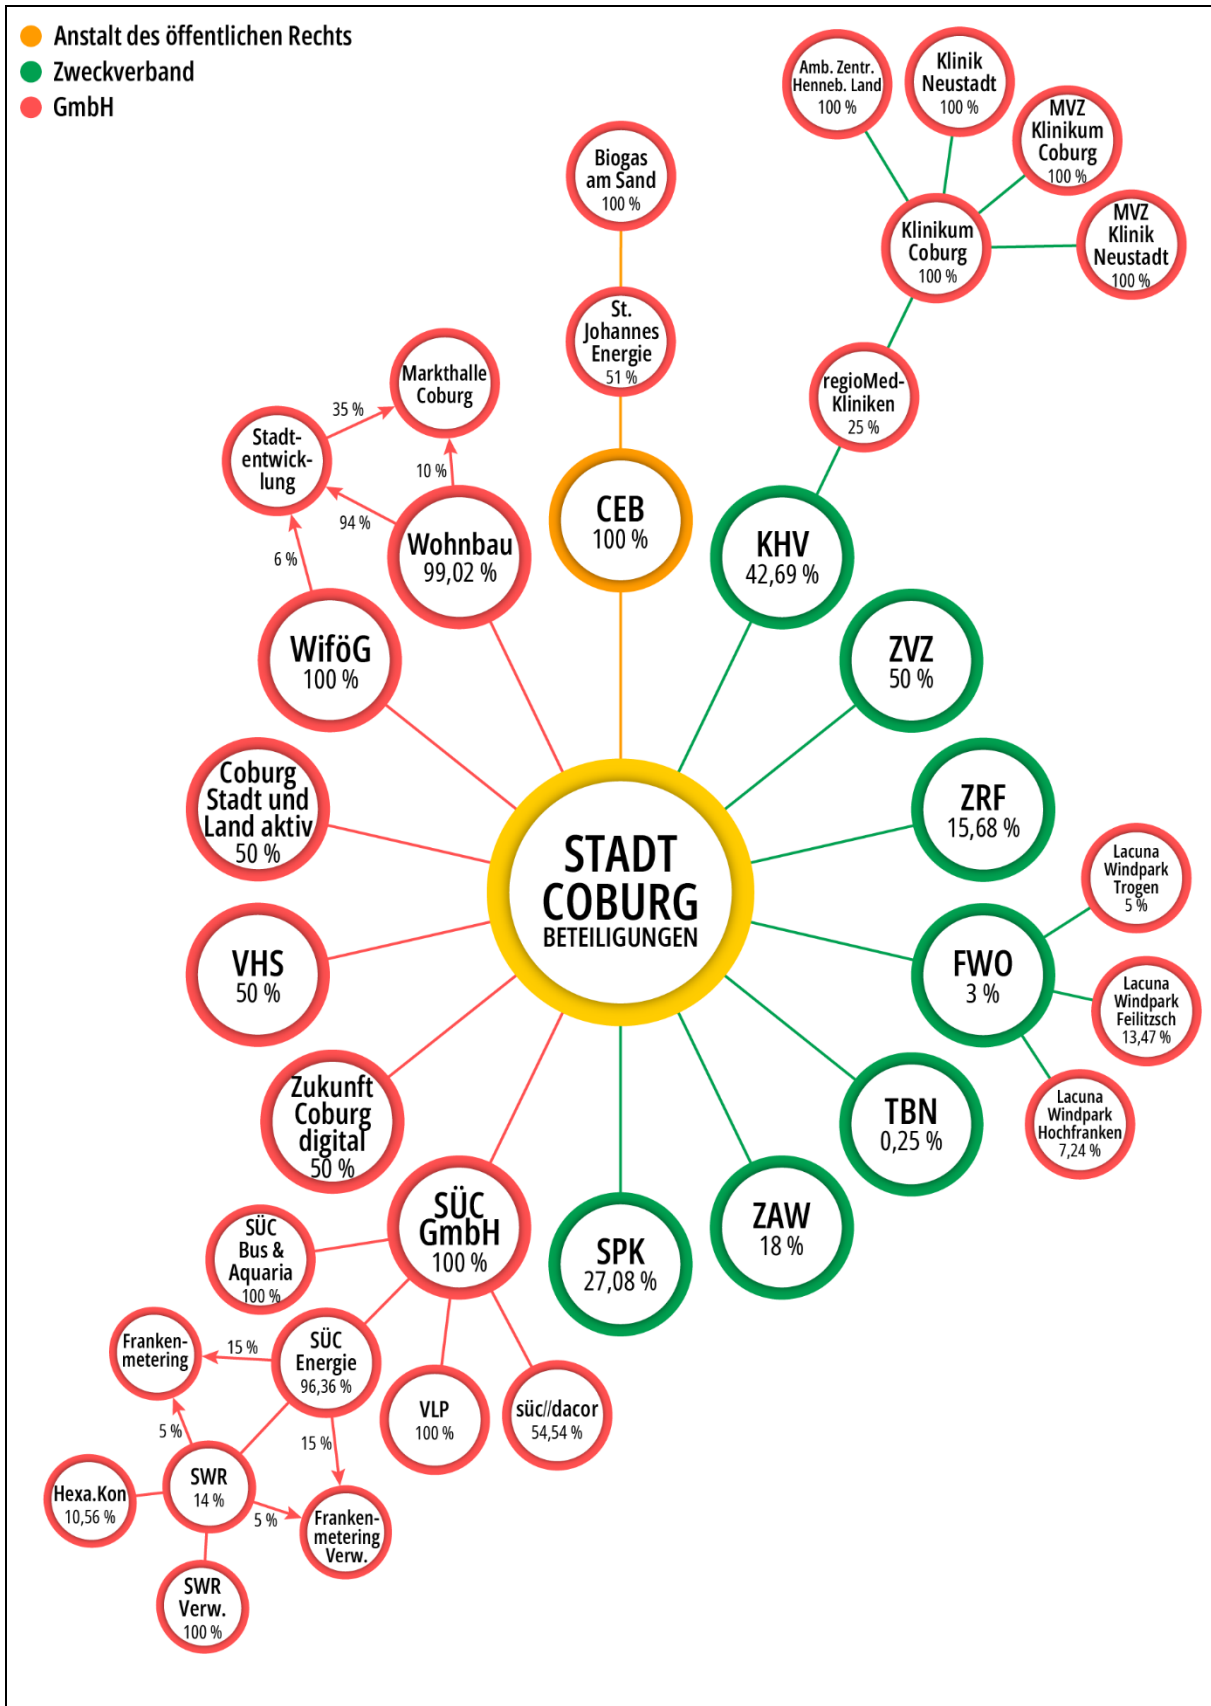 Anstalt des öffentlichen Rechts
Zweckverband
GmbH
Amb. Zentr.
Henneb. Land
100 %
Klinik
Neustadt
100 %
MVZ
Klinikum
Coburg
100 %
MVZ
Klinik
Neustadt
100 %
Klinikum
Coburg
100 %
regioMed-
Kliniken
25 %
Biogas
am Sand
100 %
St.
Johannes
Energie
51 %
CEB
100 %
Markthalle
Coburg
35 %
10 %
Stadt-
entwick-
lung
94 %
6 %
Wohnbau
99,02 %
WiföG
100 %
KHV
42,69 %
ZVZ
50 %
ZRF
15,68 %
Coburg
Stadt und
Land aktiv
50 %
STADT
COBURG
BETEILIGUNGEN
Lacuna
Windpark
Trogen
5 %
FWO
3 %
Lacuna
Windpark
Feilitzsch
13,47 %
Lacuna
Windpark
Hochfranken
7,24 %
VHS
50 %
Zukunft
Coburg
digital
50 %
TBN
0,25 %
ZAW
18 %
SPK
27,08 %
SÜC
GmbH
100 %
SÜC
Bus &
Aquaria
100 %
SÜC
Energie
96,36 %
VLP
100 %
süc//dacor
54,54 %
Franken-
metering
15 %
5 %
15 %
SWR
14 %
5 %
Hexa.Kon
10,56 %
Franken-
metering
Verw.
SWR
Verw.
100 %